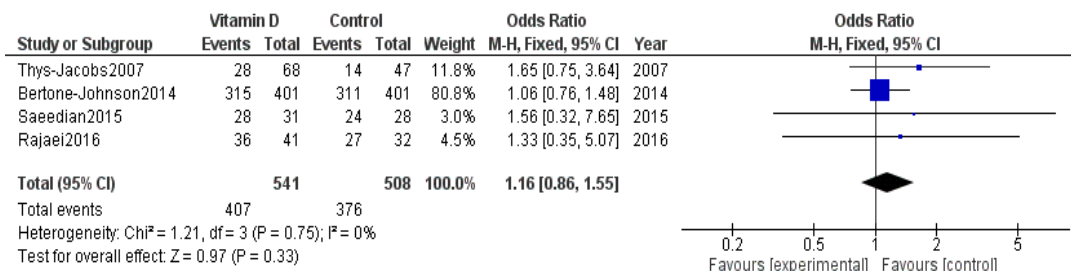 Vitamin D Control Odds Ratio Odds Ratio
Study or Subgroup Events Total Events Total Weight M-H, Fixed, 95% CI Year M-H, Fixed, 95% CI
Thys-Jacobs2007 28 68 14 47 11.8% 1.65 [0.75, 3.64] 2007
Bertone-Johnson2014 315 401 311 401 80.8% 1.06 [0.76, 1.48] 2014
Saeedian2015 28 31 24 28 3.0% 1.56 [0.32, 7.65] 2015
Rajaei2016 36 41 27 32 4.5% 1.33 [0.35, 5.07] 2016
Total (95% CI) 541 508 100.0% 1.16 [0.86, 1.55]
Total events 407 376
Heterogeneity: Chi² = 1.21, df = 3 (P = 0.75); I² = 0%
Test for overall effect: Z = 0.97 (P = 0.33)
0.2 0.5 1 2 5
Favours [experimental] Favours [control]